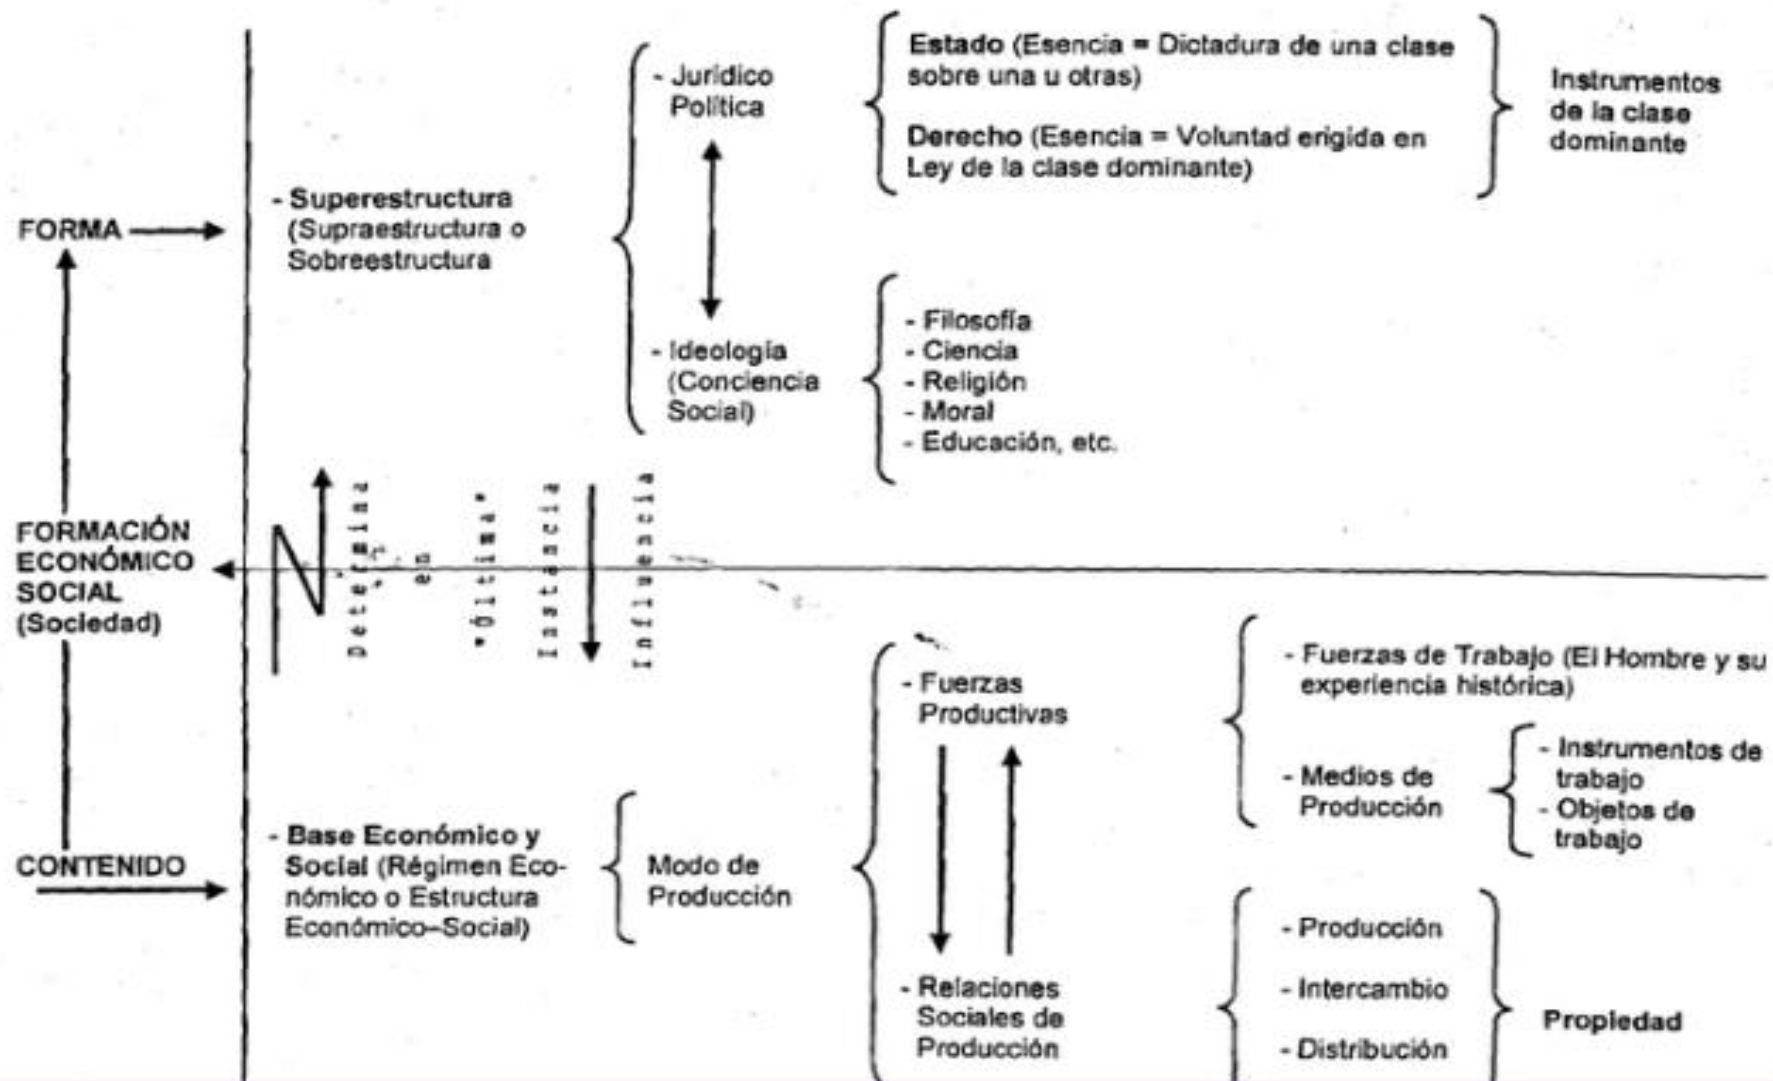 Estado (Esencia = Dictadura de una clase
sobre una u otras)
Derecho (Esencia = Voluntad erigida en
Ley de la clase dominante)
Instrumentos
de la clase
dominante
- Jurídico
Política
- Superestructura
(Supraestructura o
Sobreestructura
FORMA
- Ideología
(Conciencia
Social)
- Filosofía
- Ciencia
- Religión
- Moral
- Educación, etc.
FORMACIÓN
ECONÓMICO
SOCIAL
(Sociedad)
Determina
en
"Última"
Instancia
Influencia
CONTENIDO
- Base Económico y
Social (Régimen Eco-
nómico o Estructura
Económico–Social)
Modo de
Producción
- Fuerzas
Productivas
- Fuerzas de Trabajo (El Hombre y su
experiencia histórica)
- Medios de
Producción
- Instrumentos de
trabajo
- Objetos de
trabajo
- Relaciones
Sociales de
Producción
- Producción
- Intercambio
- Distribución
Propiedad